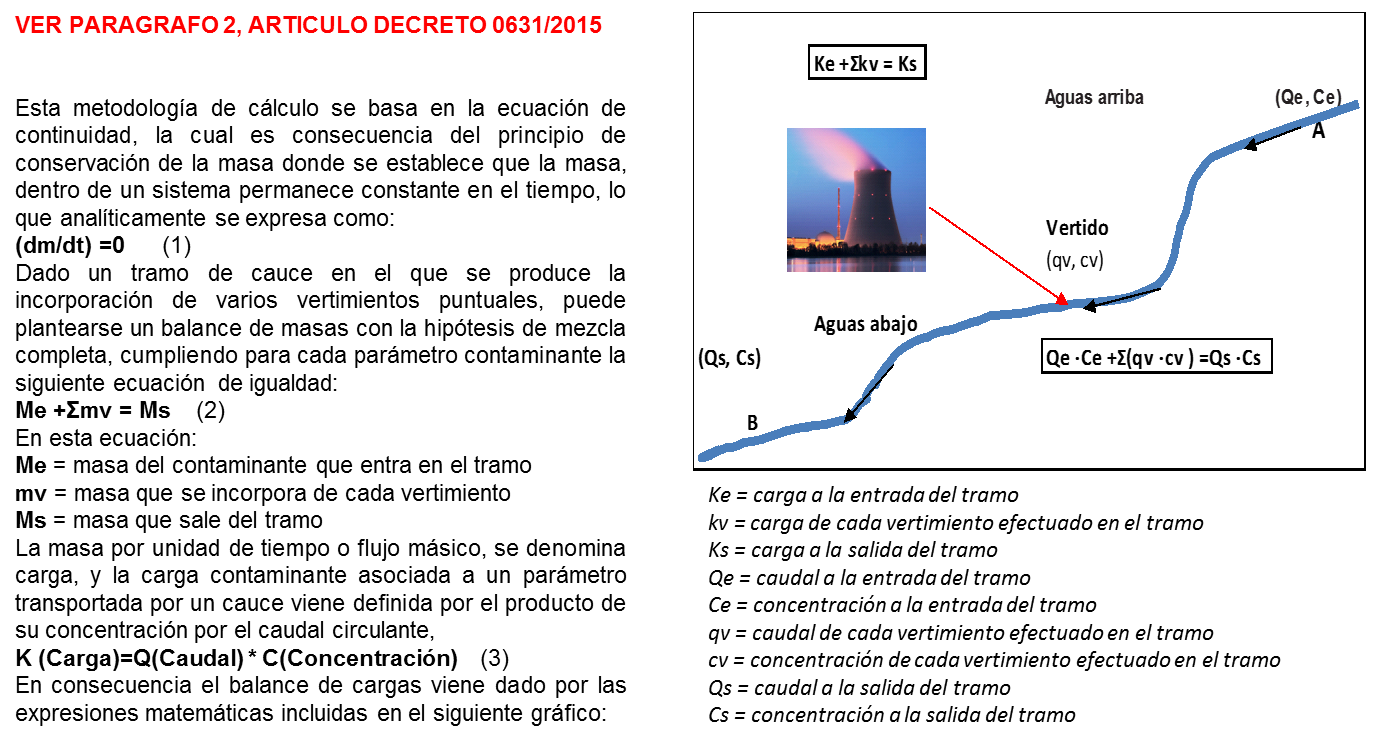 VER PARAGRAFO 2, ARTICULO DECRETO 0631/2015
Esta metodología de cálculo se basa en la ecuación de
continuidad, la cual es consecuencia del principio de
conservación de la masa donde se establece que la masa,
dentro de un sistema permanece constante en el tiempo, lo
que analíticamente se expresa como:
(dm/dt) =0 (1)
Dado un tramo de cauce en el que se produce la
incorporación de varios vertimientos puntuales, puede
plantearse un balance de masas con la hipótesis de mezcla
completa, cumpliendo para cada parámetro contaminante la
siguiente ecuación de igualdad:
Me +Σmv = Ms (2)
En esta ecuación:
Me = masa del contaminante que entra en el tramo
mv = masa que se incorpora de cada vertimiento
Ms = masa que sale del tramo
La masa por unidad de tiempo o flujo másico, se denomina
carga, y la carga contaminante asociada a un parámetro
transportada por un cauce viene definida por el producto de
su concentración por el caudal circulante,
K (Carga)=Q(Caudal) * C(Concentración) (3)
En consecuencia el balance de cargas viene dado por las
expresiones matemáticas incluidas en el siguiente gráfico:
Ke +Σkv = Ks
Aguas arriba
(Qe, Ce)
A
Vertido
(qv, cv)
Aguas abajo
(Qs, Cs)
Qe ·Ce +Σ(qv ·cv ) =Qs ·Cs
B
Ke = carga a la entrada del tramo
kv = carga de cada vertimiento efectuado en el tramo
Ks = carga a la salida del tramo
Qe = caudal a la entrada del tramo
Ce = concentración a la entrada del tramo
qv = caudal de cada vertimiento efectuado en el tramo
cv = concentración de cada vertimiento efectuado en el tramo
Qs = caudal a la salida del tramo
Cs = concentración a la salida del tramo